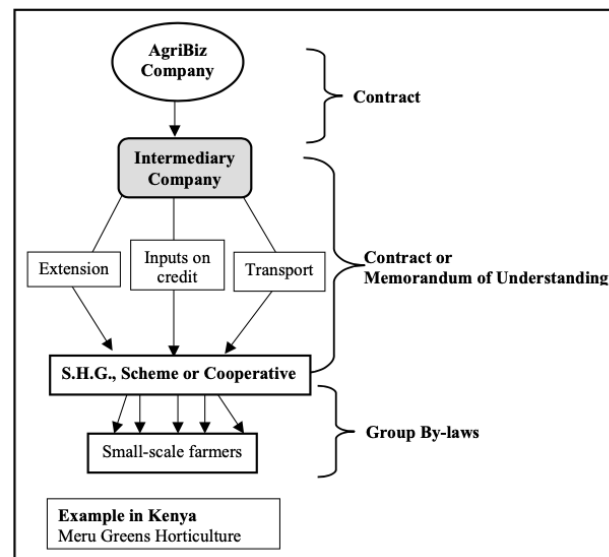 AgriBiz
Company
Contract
Intermediary
Company
Extension
Inputs on
credit
Transport
Contract or
Memorandum of Understanding
S.H.G., Scheme or Cooperative
Group By-laws
Small-scale farmers
Example in Kenya
Meru Greens Horticulture